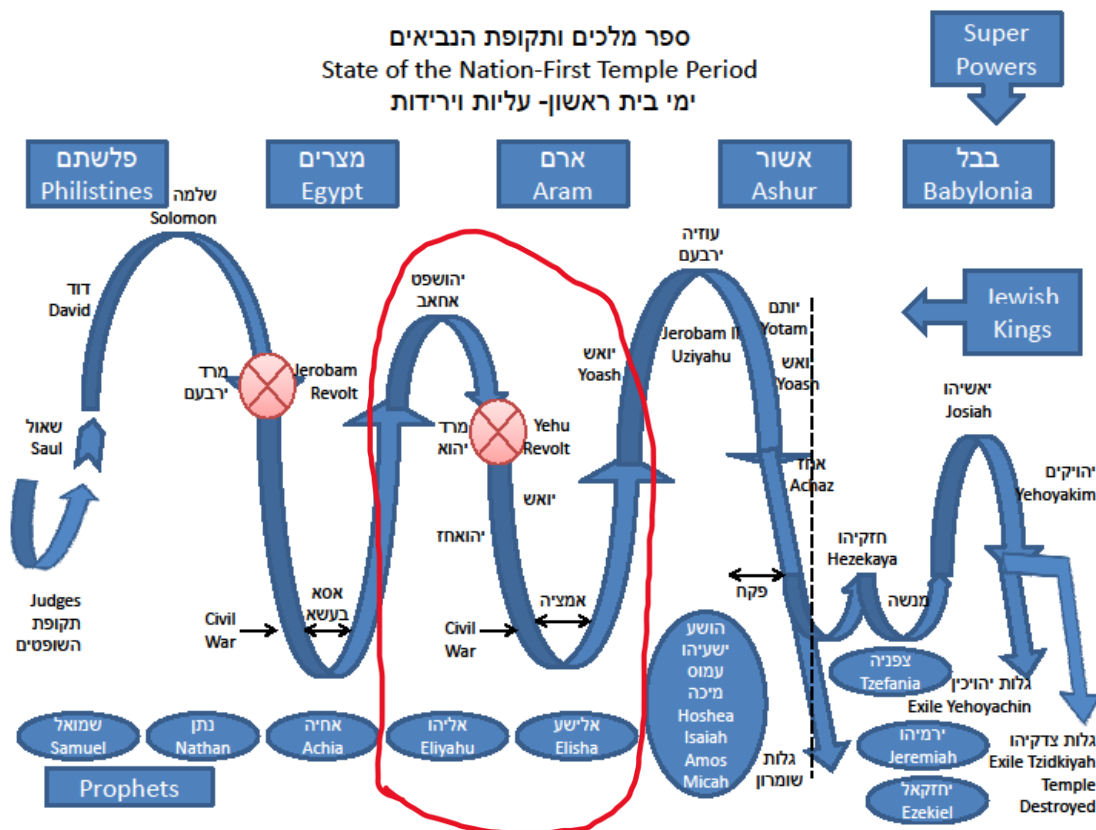 ספר מלכים ותקופת הנביאים
State of the Nation-First Temple Period
ימי בית ראשון- עליות וירידות
Super
Powers
פלשתם
Philistines
מצרים
Egypt
ארם
Aram
אשור
Ashur
בבל
Babylonia
שלמה
Solomon
דוד
David
שאול
Saul
Judges
תקופת
השופטים
מרד
ירבעם
Jerobam
Revolt
Civil
War
אסא
בעשא
יהושפט
אחאב
מרד
יהוא
Yehu
Revolt
יואש
יהואחז
Civil
War
אמציה
יואש
Yoash
עוזיה
ירבעם
Jerobam II
Uziyahu
יותם
Yotam
יואש
Yoash
אחז
Achaz
פקח
Jewish
Kings
חזקיהו
Hezekaya
מנשה
יאשיהו
Josiah
יהויקים
Yehoyakim
שמואל
Samuel
נתן
Nathan
אחיה
Achia
אליהו
Eliyahu
אלישע
Elisha
הושע
ישעיהו
עמוס
מיכה
Hoshea
Isaiah
Amos
Micah
גלות
שומרון
צפניה
Tzefania
ירמיהו
Jeremiah
יחזקאל
Ezekiel
גלות יהויכין
Exile Yehoyachin
גלות צדקיהו
Exile Tzidkiyah
Temple
Destroyed
Prophets